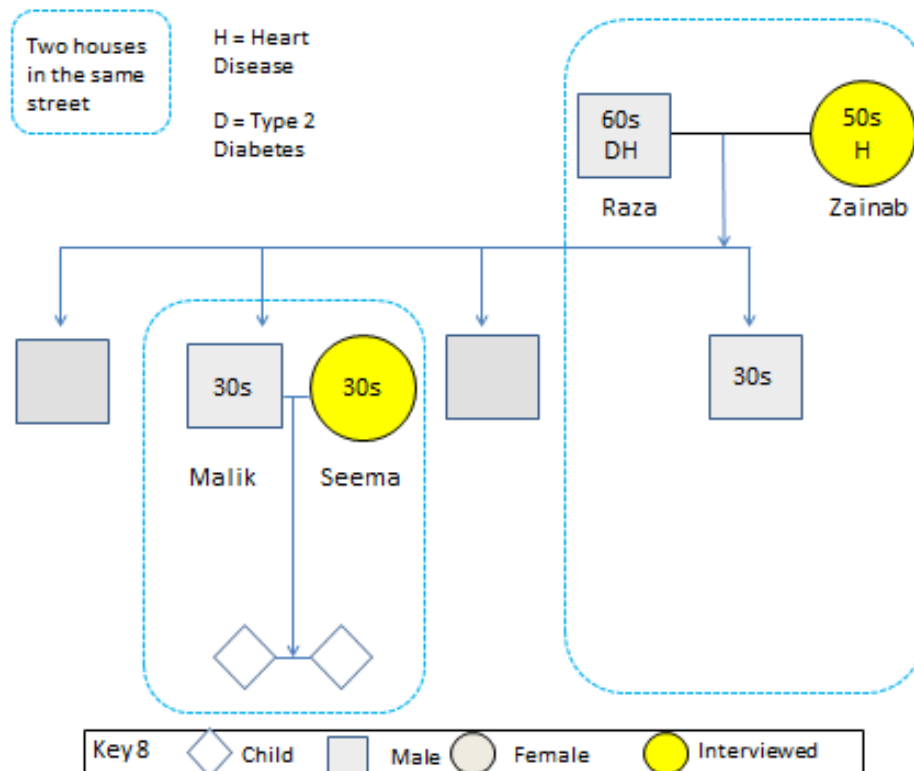 Two houses
in the same
street
H = Heart
Disease
D = Type 2
Diabetes
60s
DH
50s
H
Raza
Zainab
30s
30s
30s
Malik
Seema
Key 8
Child
Male
Female
Interviewed